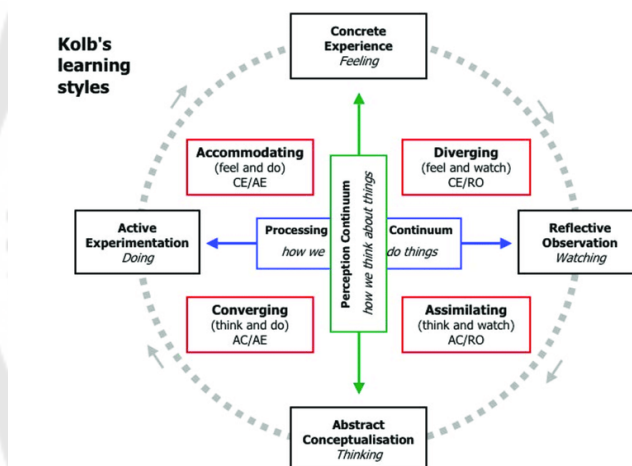 Kolb's
learning
styles
Concrete
Experience
Feeling
Accommodating
(feel and do)
CE/AE
Diverging
(feel and watch)
CE/RO
Active
Experimentation
Doing
Processing
how we
Perception Continuum
how we think about things
Continuum
do things
Reflective
Observation
Watching
Converging
(think and do)
AC/AE
Assimilating
(think and watch)
AC/RO
Abstract
Conceptualisation
Thinking